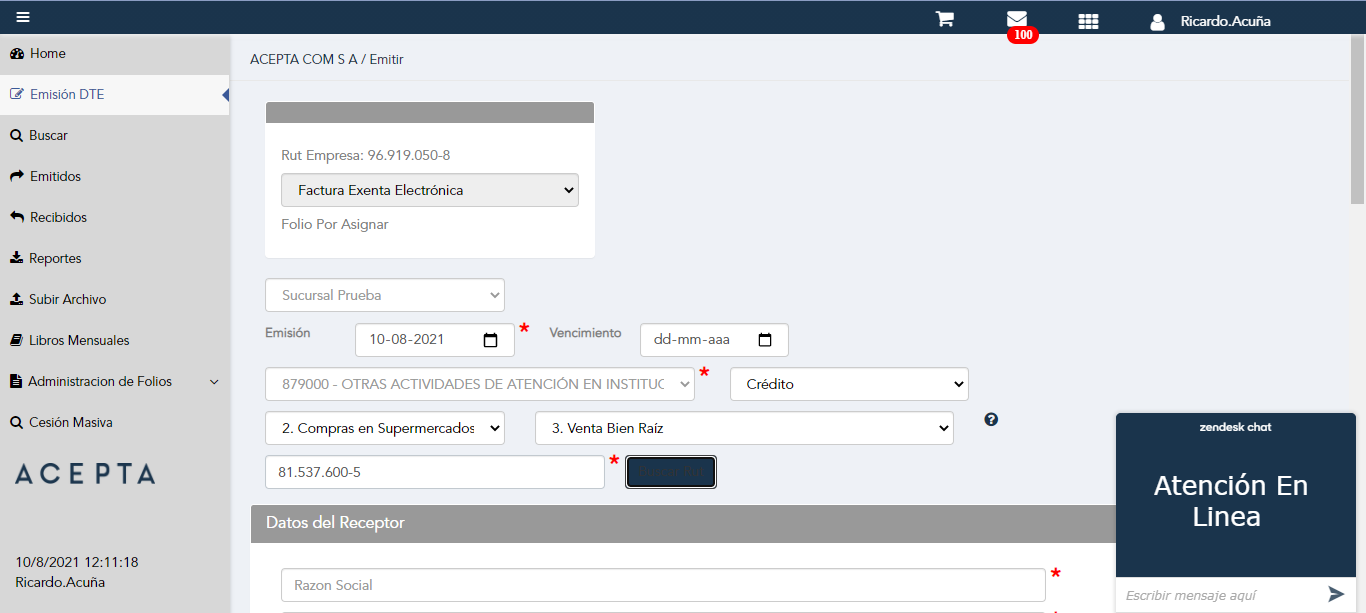 100
Ricardo.Acuña
Home
Emisión DTE
Buscar
Emitidos
Recibidos
Reportes
Subir Archivo
Libros Mensuales
Administracion de Folios
Cesión Masiva
ACEPTA
10/8/2021 12:11:18
Ricardo.Acuña
ACEPTA COM S A / Emitir
Rut Empresa: 96.919.050-8
Factura Exenta Electrónica
Folio Por Asignar
Sucursal Prueba
Emisión 10-08-2021 * Vencimiento dd-mm-aaa
879000 - OTRAS ACTIVIDADES DE ATENCIÓN EN INSTITUC * Crédito
2. Compras en Supermercados 3. Venta Bien Raíz ?
81.537.600-5 *
Datos del Receptor
Razon Social *
zendesk chat
Atención En
Linea
Escribir mensaje aquí